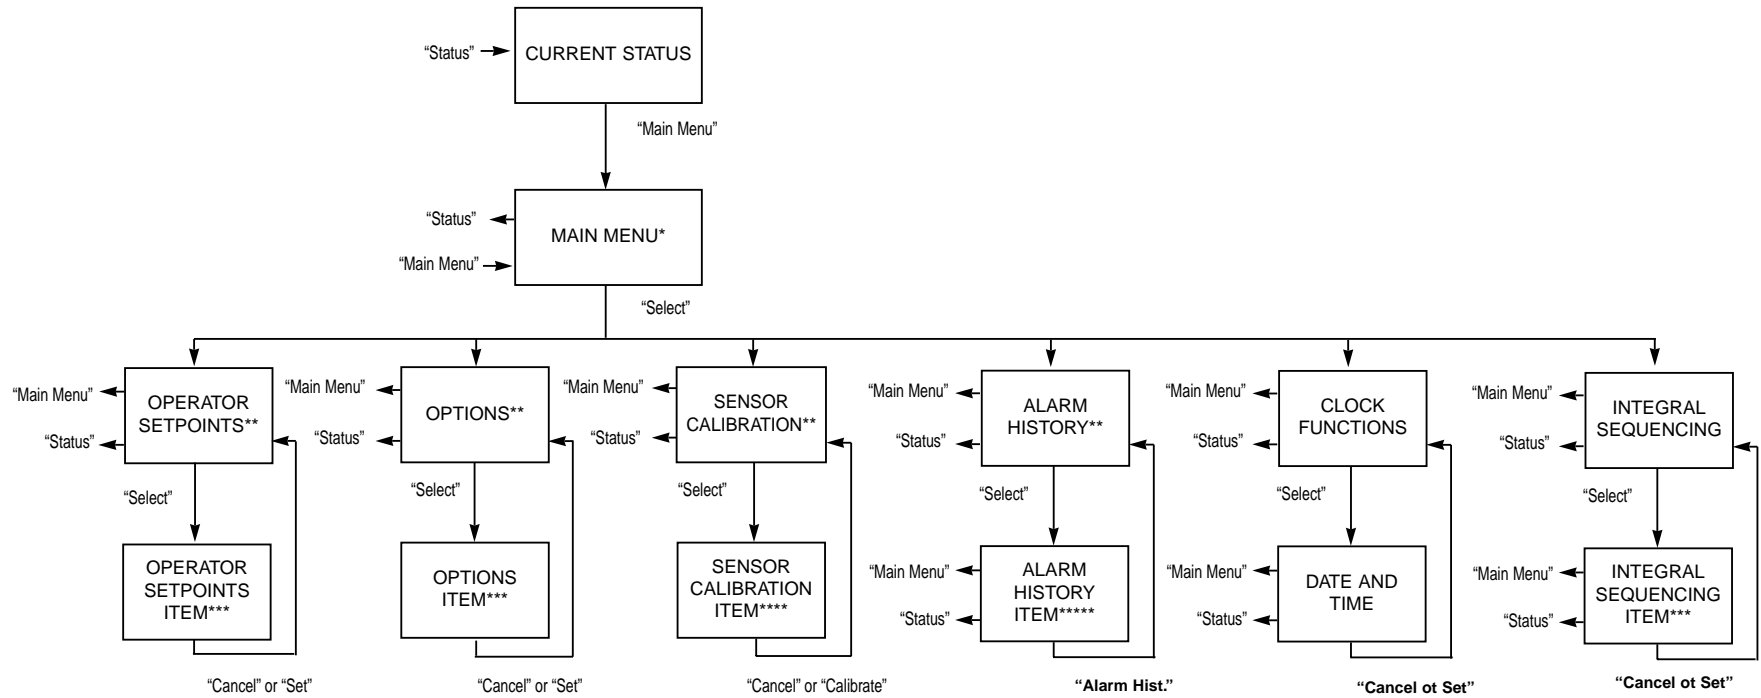 “Status”
CURRENT STATUS
“Main Menu”
“Status”
MAIN MENU*
“Main Menu”
“Select”
“Main Menu”
OPERATOR
SETPOINTS**
“Status”
“Main Menu”
OPTIONS**
“Status”
“Main Menu”
SENSOR
CALIBRATION**
“Status”
“Main Menu”
ALARM
HISTORY**
“Status”
“Main Menu”
CLOCK
FUNCTIONS
“Status”
“Main Menu”
INTEGRAL
SEQUENCING
“Status”
“Select”
“Select”
“Select”
“Select”
“Select”
“Select”
OPERATOR
SETPOINTS
ITEM***
OPTIONS
ITEM***
SENSOR
CALIBRATION
ITEM****
“Main Menu”
ALARM
HISTORY
ITEM*****
“Status”
“Main Menu”
DATE AND
TIME
“Status”
“Main Menu”
INTEGRAL
SEQUENCING
ITEM***
“Status”
“Cancel” or “Set”
“Cancel” or “Set”
“Cancel” or “Calibrate”
“Alarm Hist.”
“Cancel ot Set”
“Cancel ot Set”